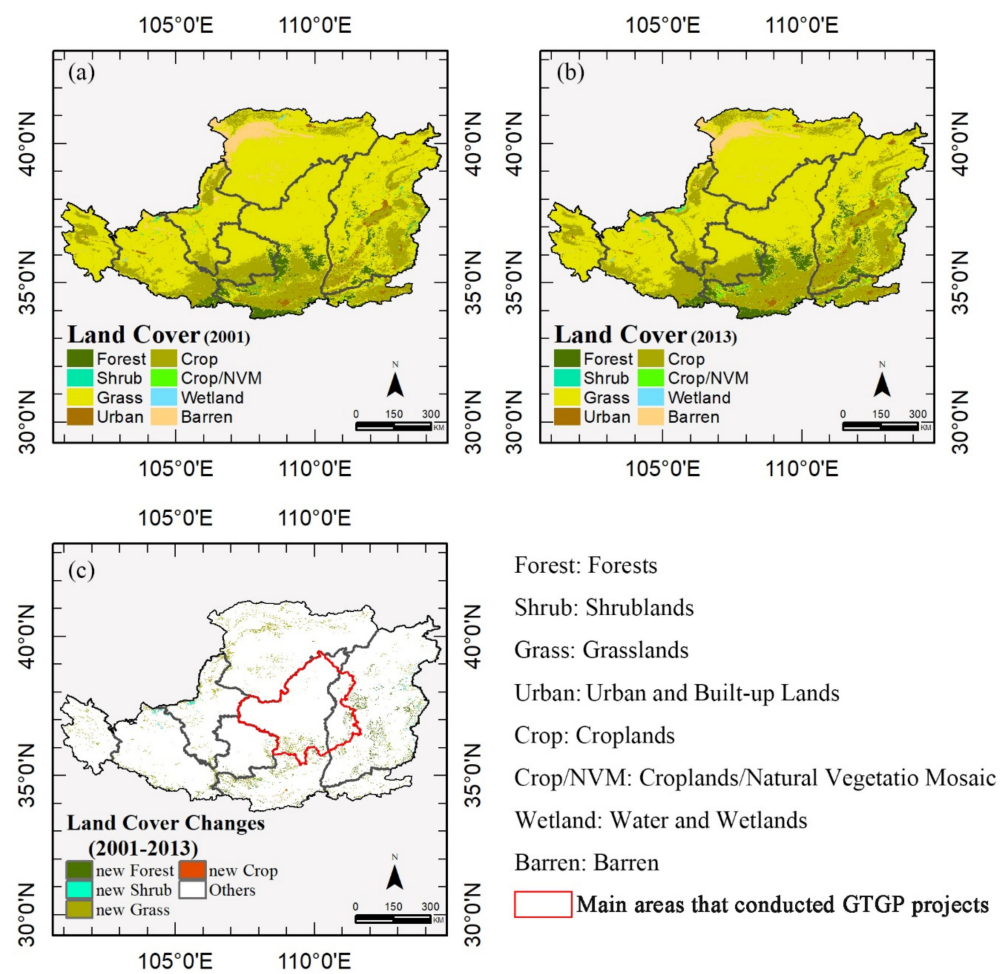 105°0'E 110°0'E 105°0'E 110°0'E
(a) (b)
40°0'N 40°0'N 40°0'N
35°0'N 35°0'N 35°0'N
30°0'N 30°0'N 30°0'N
Land Cover (2001)
Forest Crop
Shrub Crop/NVM
Grass Wetland
Urban Barren
N
0 150 300
KM
Land Cover (2013)
Forest Crop
Shrub Crop/NVM
Grass Wetland
Urban Barren
N
0 150 300
KM
105°0'E 110°0'E 105°0'E 110°0'E
105°0'E 110°0'E
(c)
40°0'N 40°0'N
35°0'N 35°0'N
30°0'N 30°0'N
Land Cover Changes
(2001-2013)
new Forest new Crop
new Shrub Others
new Grass
N
0 150 300
KM
105°0'E 110°0'E
Forest: Forests
Shrub: Shrublands
Grass: Grasslands
Urban: Urban and Built-up Lands
Crop: Croplands
Crop/NVM: Croplands/Natural Vegetatio Mosaic
Wetland: Water and Wetlands
Barren: Barren
Main areas that conducted GTGP projects